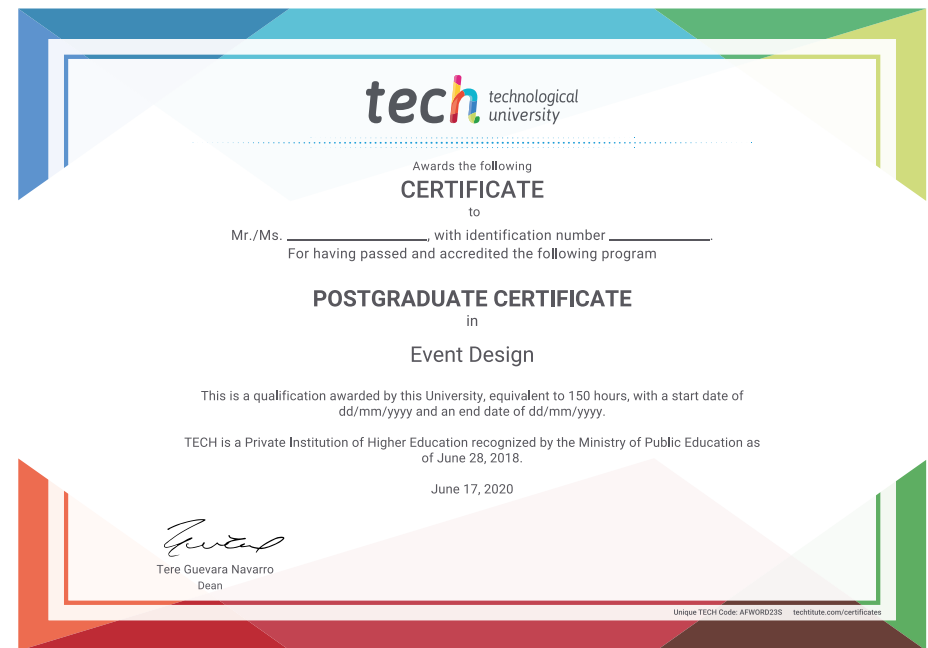 tech technological
university
Awards the following
CERTIFICATE
to
Mr./Ms. ____________________, with identification number ______________.
For having passed and accredited the following program
POSTGRADUATE CERTIFICATE
in
Event Design
This is a qualification awarded by this University, equivalent to 150 hours, with a start date of
dd/mm/yyyy and an end date of dd/mm/yyyy.
TECH is a Private Institution of Higher Education recognized by the Ministry of Public Education as
of June 28, 2018.
June 17, 2020
Tere Guevara Navarro
Dean
Unique TECH Code: AFWORD23S techtitute.com/certificates